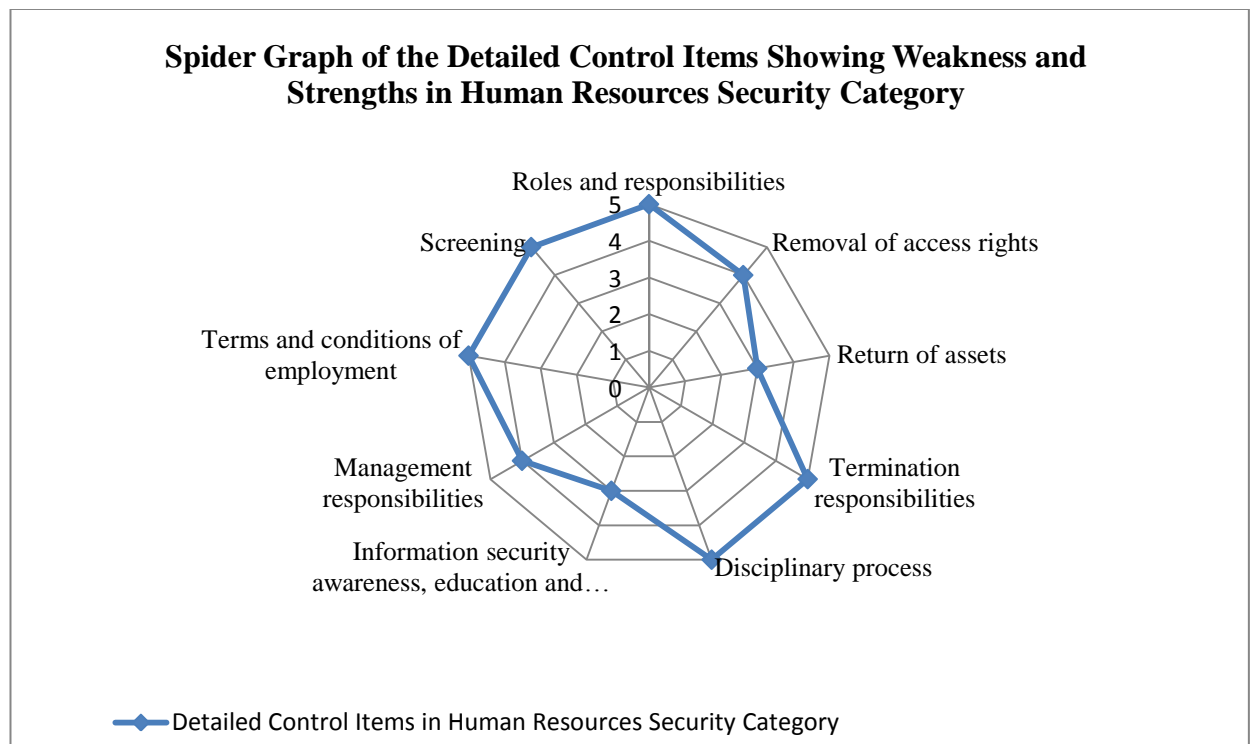 Spider Graph of the Detailed Control Items Showing Weakness and
Strengths in Human Resources Security Category
Roles and responsibilities
5
4
3
2
1
0
Removal of access rights
Return of assets
Termination
responsibilities
Disciplinary process
Information security
awareness, education and…
Management
responsibilities
Terms and conditions of
employment
Screening
Detailed Control Items in Human Resources Security Category